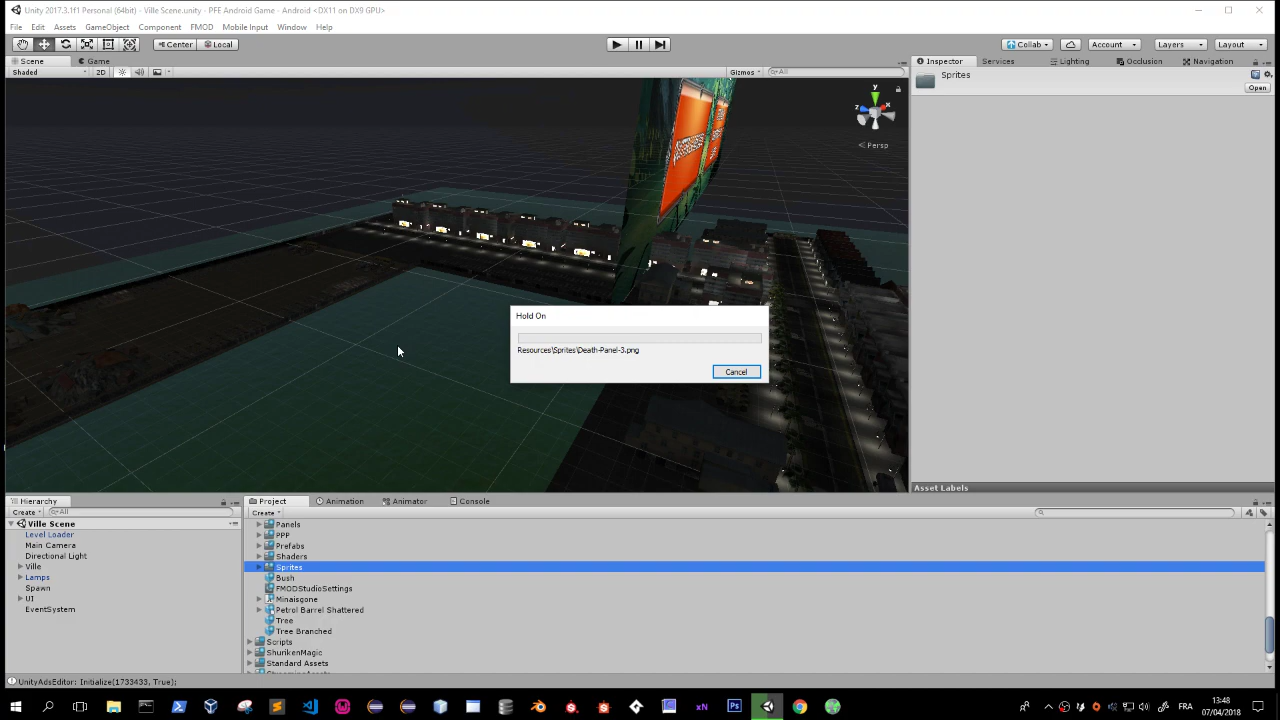 Unity 2017.3.1f1 Personal (64bit) - Ville Scene.unity - PFE Android Game - Android <DX11 on DX9 GPU>
File Edit Assets GameObject Component FMOD Mobile Input Window Help
Center Local Collab Account Layers Layout
Scene Game Inspector Services Lighting Occlusion Navigation
Shaded 2D Gizmos All
Sprites
Open
y
z x
Persp
Hold On
Resources\Sprites\Death-Panel-3.png
Cancel
Asset Labels
Hierarchy Project Animation Animator Console
Create All Create
Ville Scene
Level Loader
Main Camera
Directional Light
Ville
Lamps
Spawn
UI
EventSystem
Panels
PPP
Prefabs
Shaders
Sprites
Bush
FMODStudioSettings
Minaisgone
Petrol Barrel Shattered
Tree
Tree Branched
Scripts
ShurikenMagic
Standard Assets
StreamingAssets
UnityAdsEditor: Initialize(1733433, True);
xN Ps FRA
13:48
07/04/2018